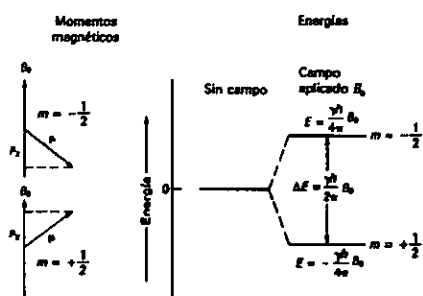 Momentos
magnéticos
Energías
B₀
m = -1/2
μ
μz
B₀
μz
μ
m = +1/2
Energía
0
Sin campo
Campo
aplicado B₀
E = γh/4π B₀
m = -1/2
ΔE = γh/2π B₀
m = +1/2
E = - γh/4π B₀